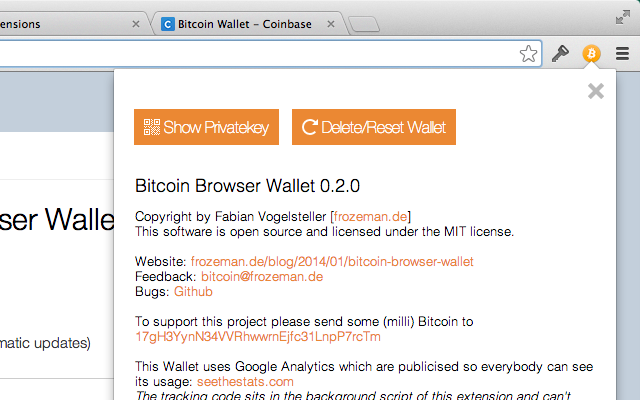 ensions
Bitcoin Wallet – Coinbase
Show Privatekey
Delete/Reset Wallet
Bitcoin Browser Wallet 0.2.0
ser Walle
Copyright by Fabian Vogelsteller [frozeman.de]
This software is open source and licensed under the MIT license.
Website: frozeman.de/blog/2014/01/bitcoin-browser-wallet
Feedback: bitcoin@frozeman.de
Bugs: Github
To support this project please send some (milli) Bitcoin to
17gH3YynN34VVRhwwrnEjfc31LnpP7rcTm
matic updates)
This Wallet uses Google Analytics which are publicised so everybody can see
its usage: seethestats.com
The tracking code sits in the background script of this extension and can't